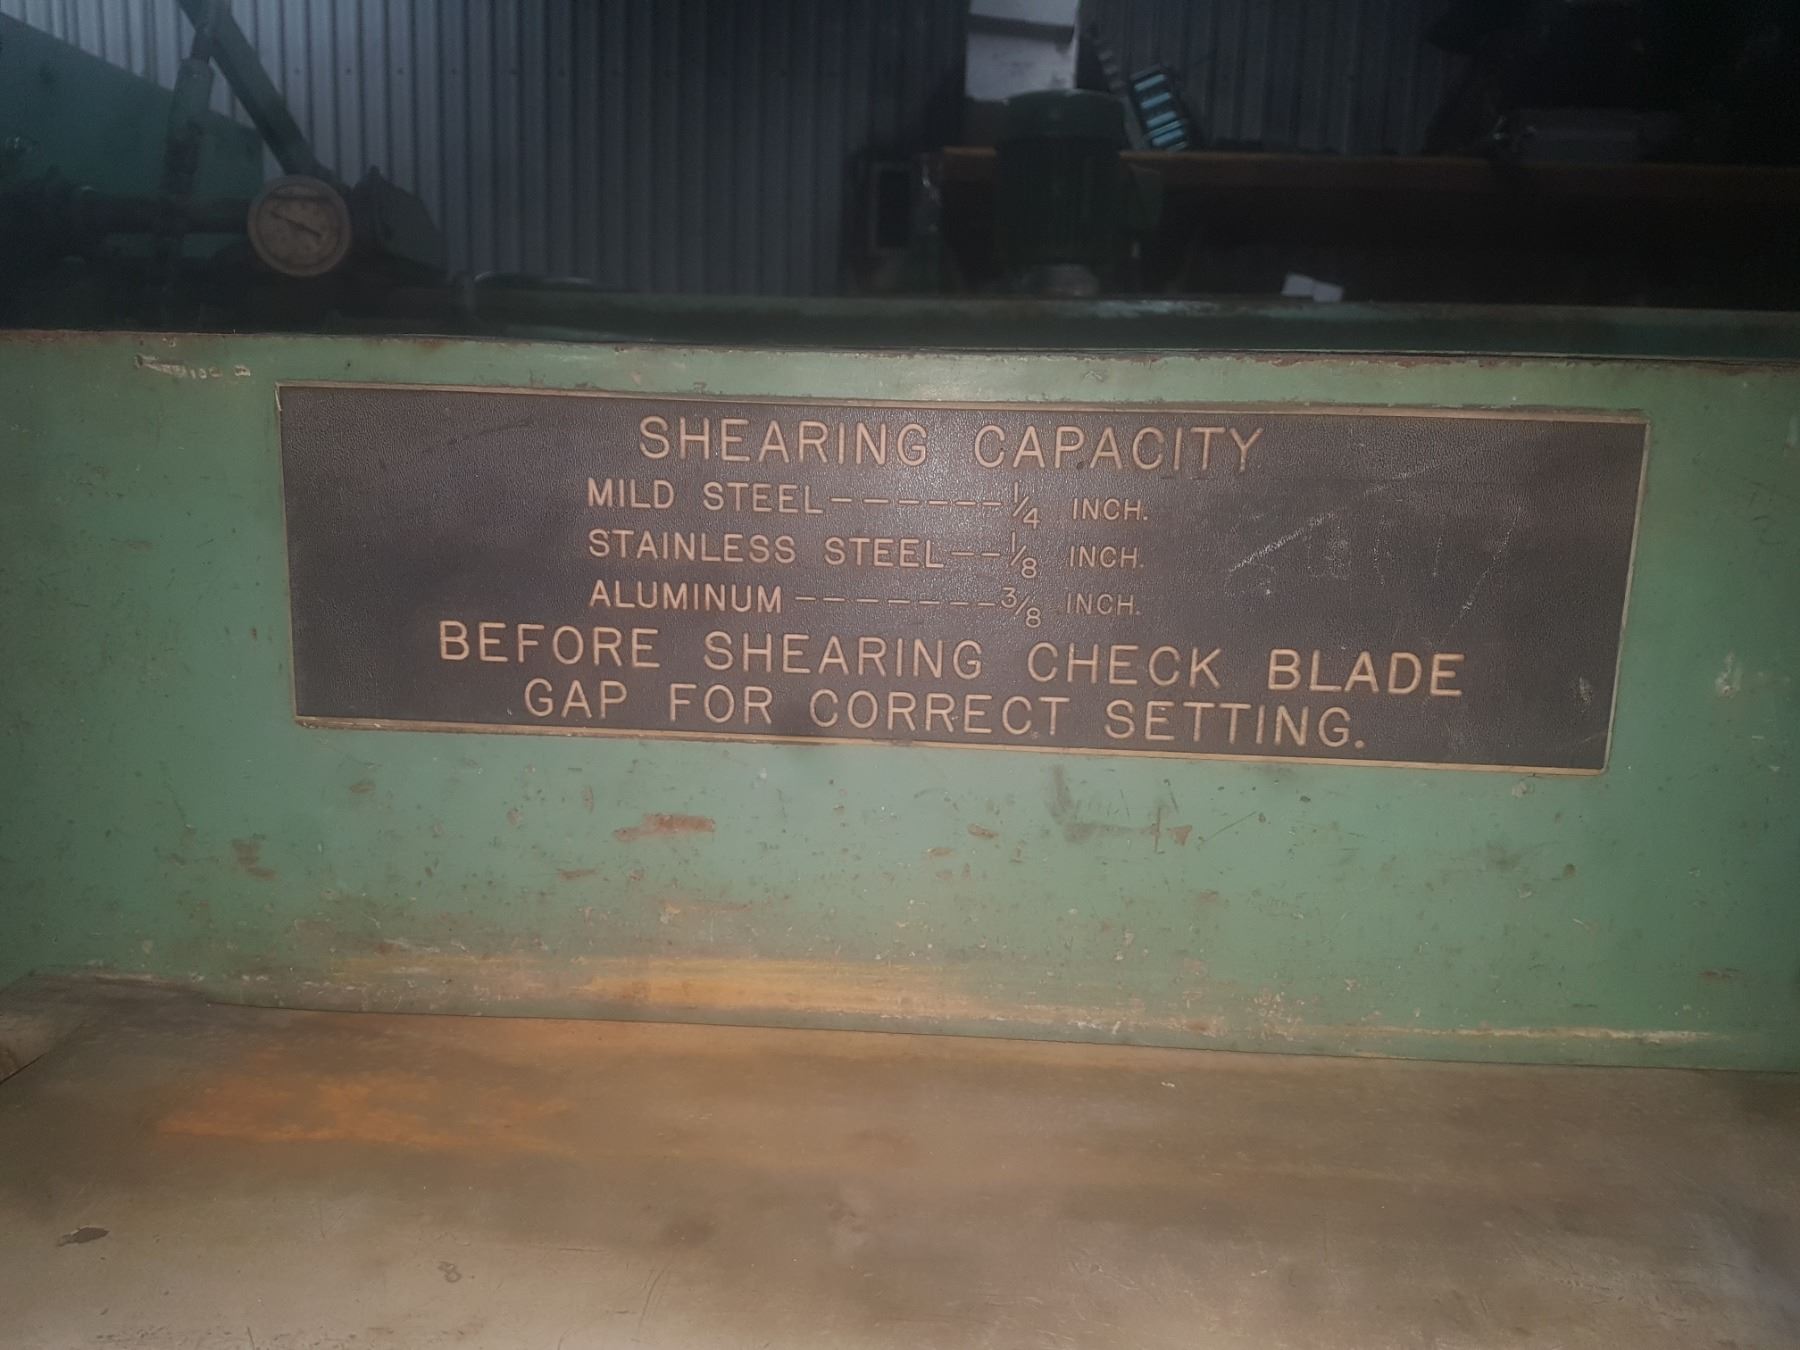 SHEARING CAPACITY
MILD STEEL------1/4 INCH.
STAINLESS STEEL--1/8 INCH.
ALUMINUM-------3/8 INCH.
BEFORE SHEARING CHECK BLADE
GAP FOR CORRECT SETTING.